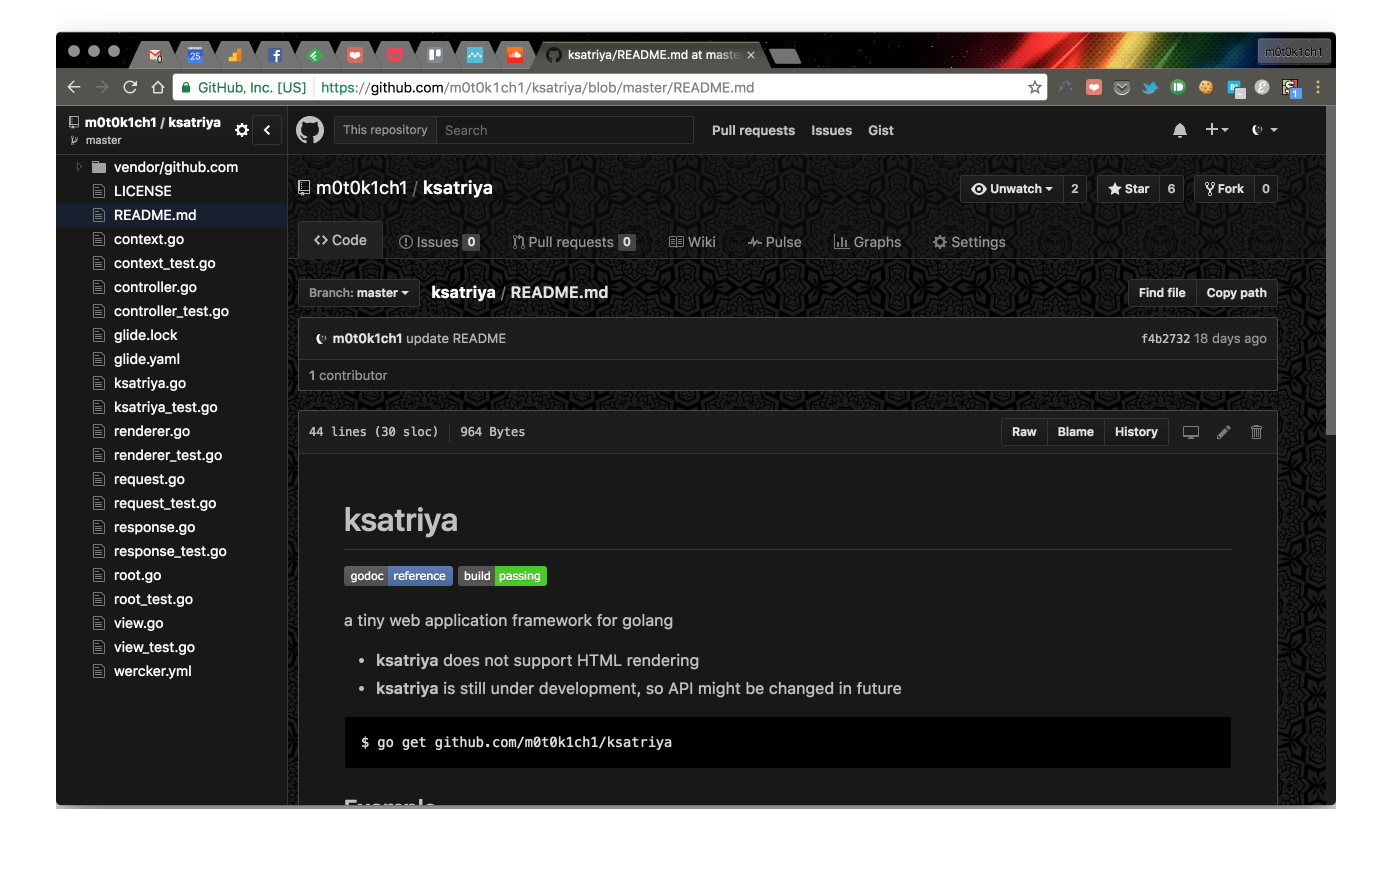 25
ksatriya/README.md at maste
m0t0k1ch1
GitHub, Inc. [US] https://github.com/m0t0k1ch1/ksatriya/blob/master/README.md
1
m0t0k1ch1 / ksatriya
master
vendor/github.com
LICENSE
README.md
context.go
context_test.go
controller.go
controller_test.go
glide.lock
glide.yaml
ksatriya.go
ksatriya_test.go
renderer.go
renderer_test.go
request.go
request_test.go
response.go
response_test.go
root.go
root_test.go
view.go
view_test.go
wercker.yml
This repository Search Pull requests Issues Gist
m0t0k1ch1 / ksatriya
Unwatch 2 Star 6 Fork 0
Code Issues 0 Pull requests 0 Wiki Pulse Graphs Settings
Branch: master ksatriya / README.md Find file Copy path
m0t0k1ch1 update README f4b2732 18 days ago
1 contributor
44 lines (30 sloc) 964 Bytes Raw Blame History
ksatriya
godoc reference build passing
a tiny web application framework for golang
• ksatriya does not support HTML rendering
• ksatriya is still under development, so API might be changed in future
$ go get github.com/m0t0k1ch1/ksatriya
Example